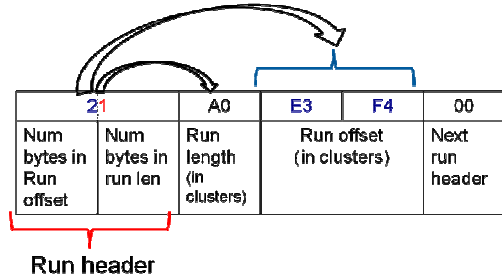 21 A0 E3 F4 00
Num Num Run Run offset Next
bytes in bytes in length (in clusters) run
Run run len (in header
offset clusters)
Run header